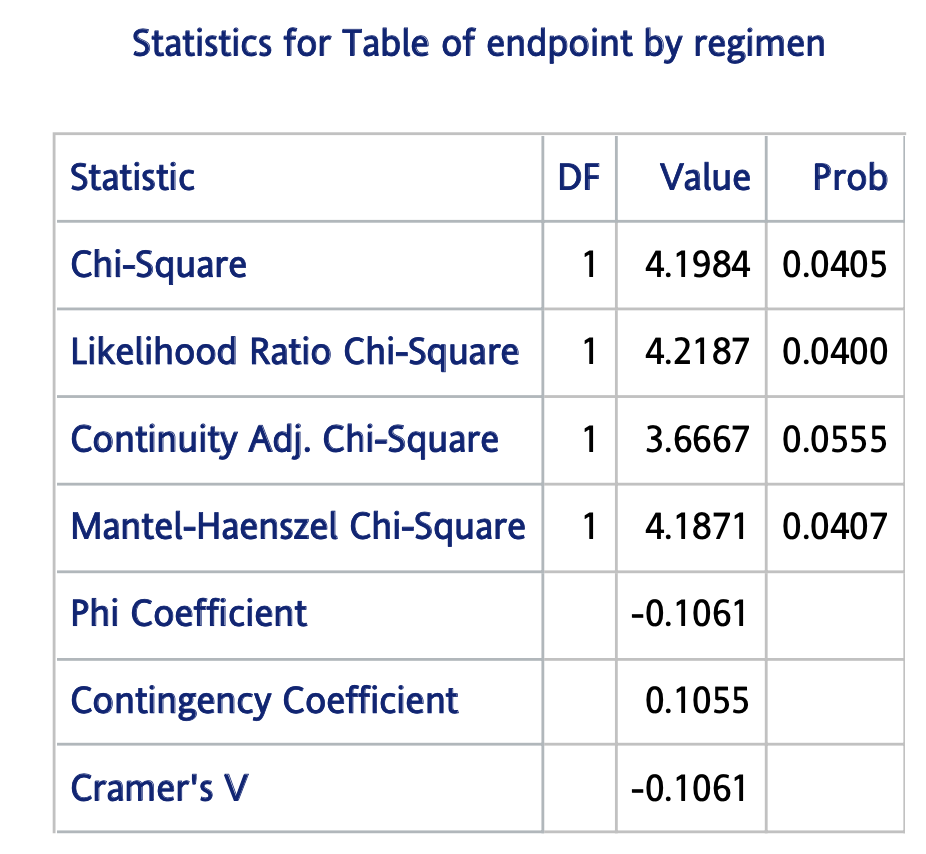 Statistics for Table of endpoint by regimen
Statistic DF Value Prob
Chi-Square 1 4.1984 0.0405
Likelihood Ratio Chi-Square 1 4.2187 0.0400
Continuity Adj. Chi-Square 1 3.6667 0.0555
Mantel-Haenszel Chi-Square 1 4.1871 0.0407
Phi Coefficient -0.1061
Contingency Coefficient 0.1055
Cramer's V -0.1061